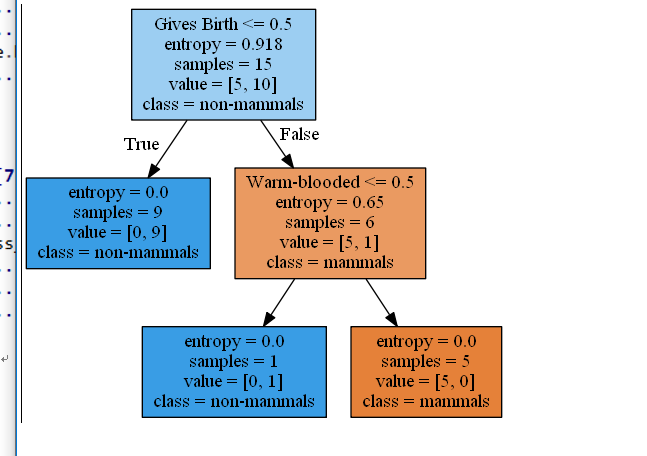 Gives Birth <= 0.5
entropy = 0.918
samples = 15
value = [5, 10]
class = non-mammals
True
False
entropy = 0.0
samples = 9
value = [0, 9]
class = non-mammals
Warm-blooded <= 0.5
entropy = 0.65
samples = 6
value = [5, 1]
class = mammals
entropy = 0.0
samples = 1
value = [0, 1]
class = non-mammals
entropy = 0.0
samples = 5
value = [5, 0]
class = mammals